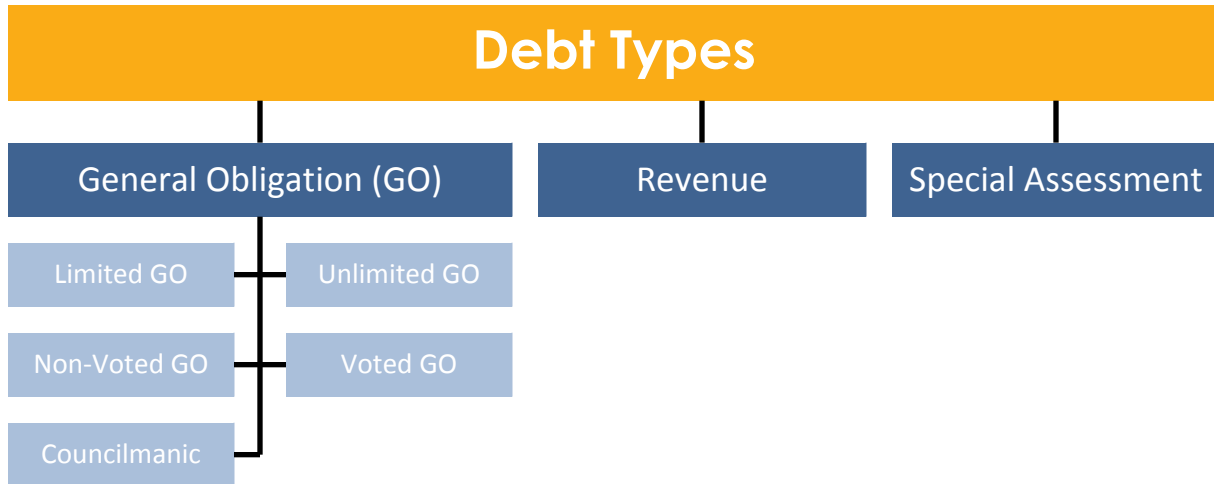 Debt Types
General Obligation (GO)
Revenue
Special Assessment
Limited GO
Unlimited GO
Non-Voted GO
Voted GO
Councilmanic